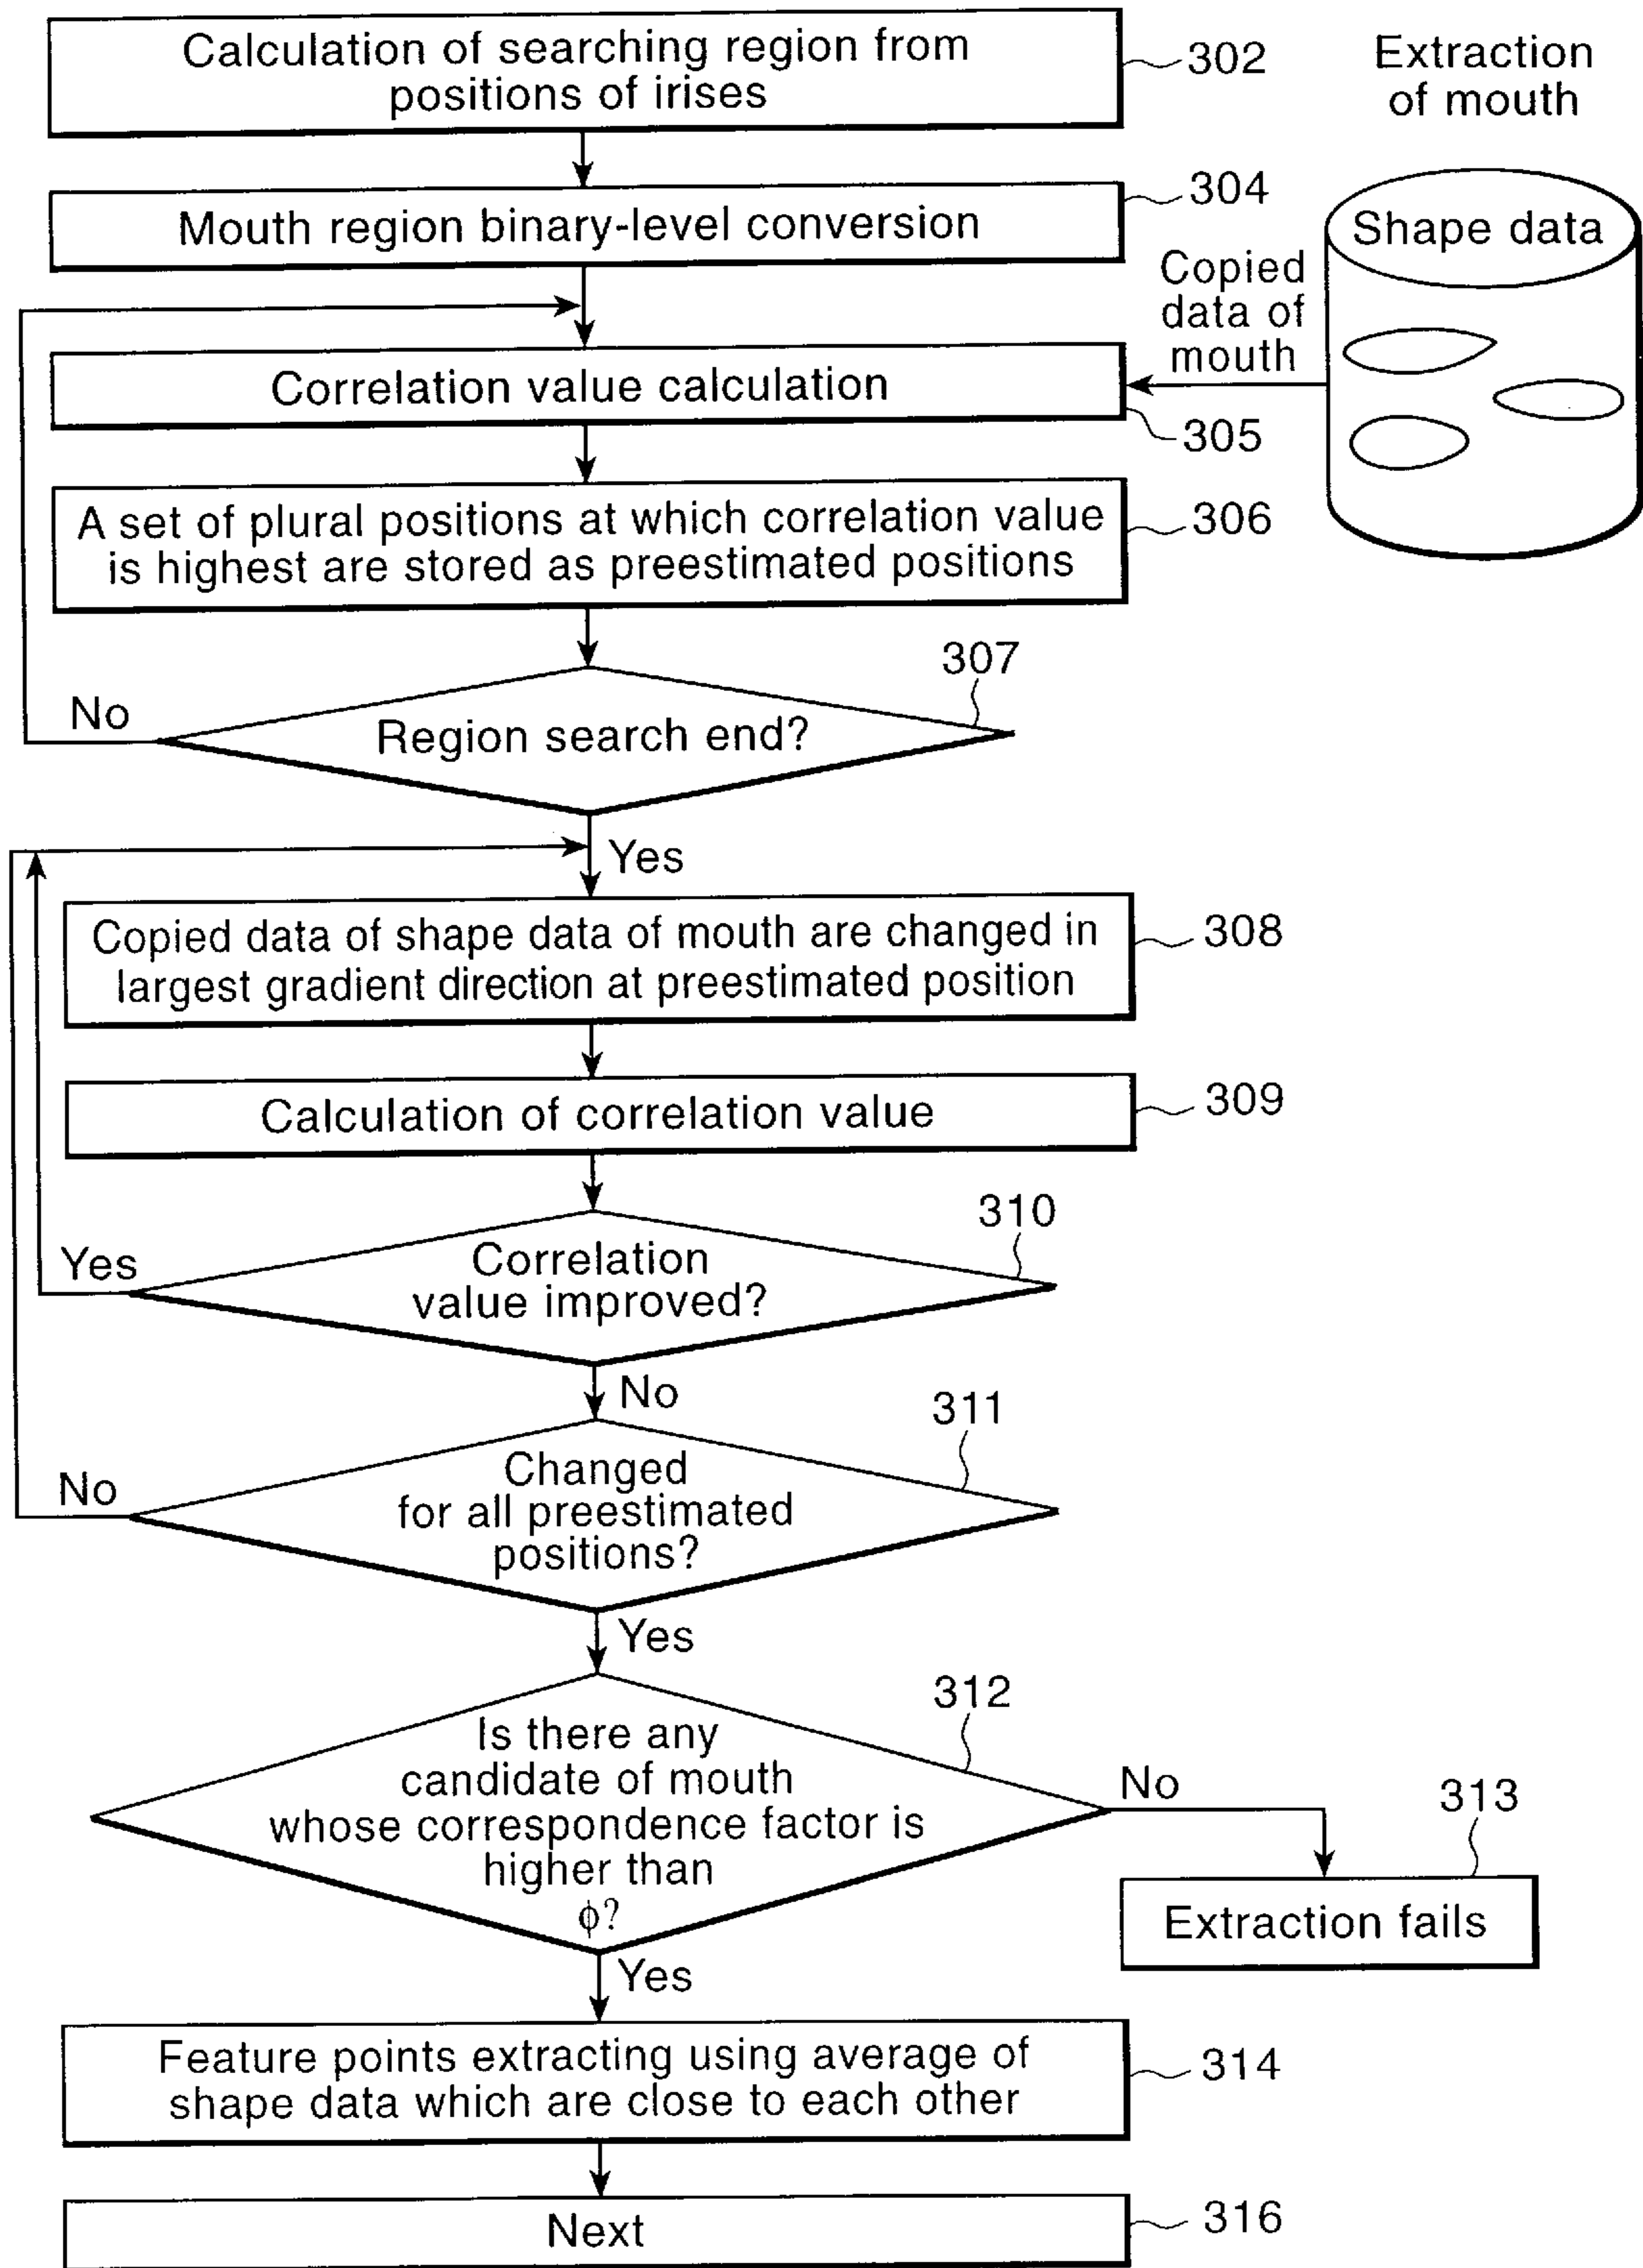 Calculation of searching region from
positions of irises
302
Extraction
of mouth
Mouth region binary-level conversion
304
Shape data
Copied
data of
mouth
Correlation value calculation
305
A set of plural positions at which correlation value
is highest are stored as preestimated positions
306
307
No
Region search end?
Yes
Copied data of shape data of mouth are changed in
largest gradient direction at preestimated position
308
Calculation of correlation value
309
310
Yes
Correlation
value improved?
No
311
No
Changed
for all preestimated
positions?
Yes
312
Is there any
candidate of mouth
whose correspondence factor is
higher than
ϕ?
No
313
Extraction fails
Yes
Feature points extracting using average of
shape data which are close to each other
314
Next
316